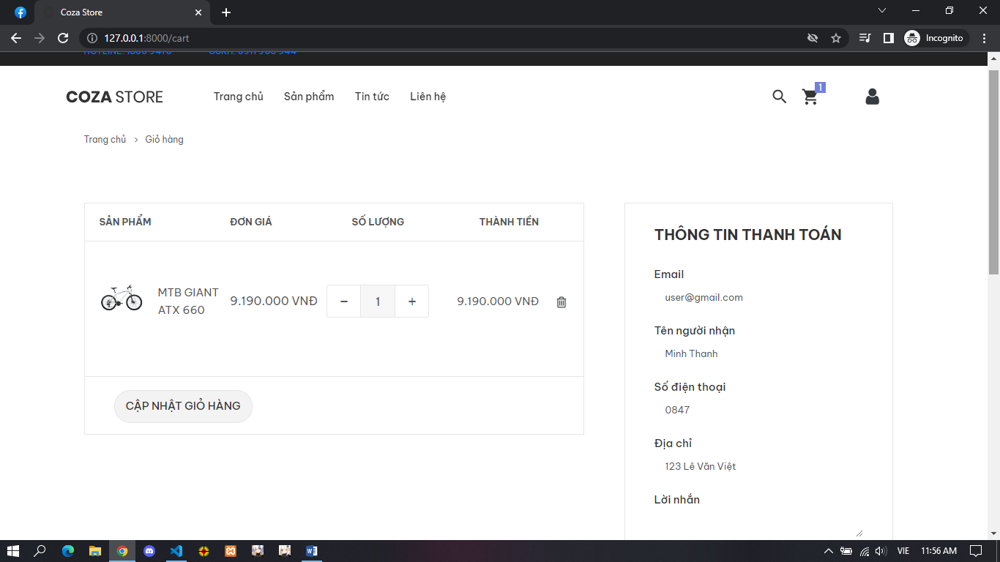 Coza Store
127.0.0.1:8000/cart
Incognito
HOTLINE: 1800 9473
COZA STORE
Trang chủ
Sản phẩm
Tin tức
Liên hệ
1
Trang chủ > Giỏ hàng
SẢN PHẨM
ĐƠN GIÁ
SỐ LƯỢNG
THÀNH TIỀN
MTB GIANT
ATX 660
9.190.000 VNĐ
− 1 +
9.190.000 VNĐ
CẬP NHẬT GIỎ HÀNG
THÔNG TIN THANH TOÁN
Email
user@gmail.com
Tên người nhận
Minh Thanh
Số điện thoại
0847
Địa chỉ
123 Lê Văn Việt
Lời nhắn
VIE
11:56 AM